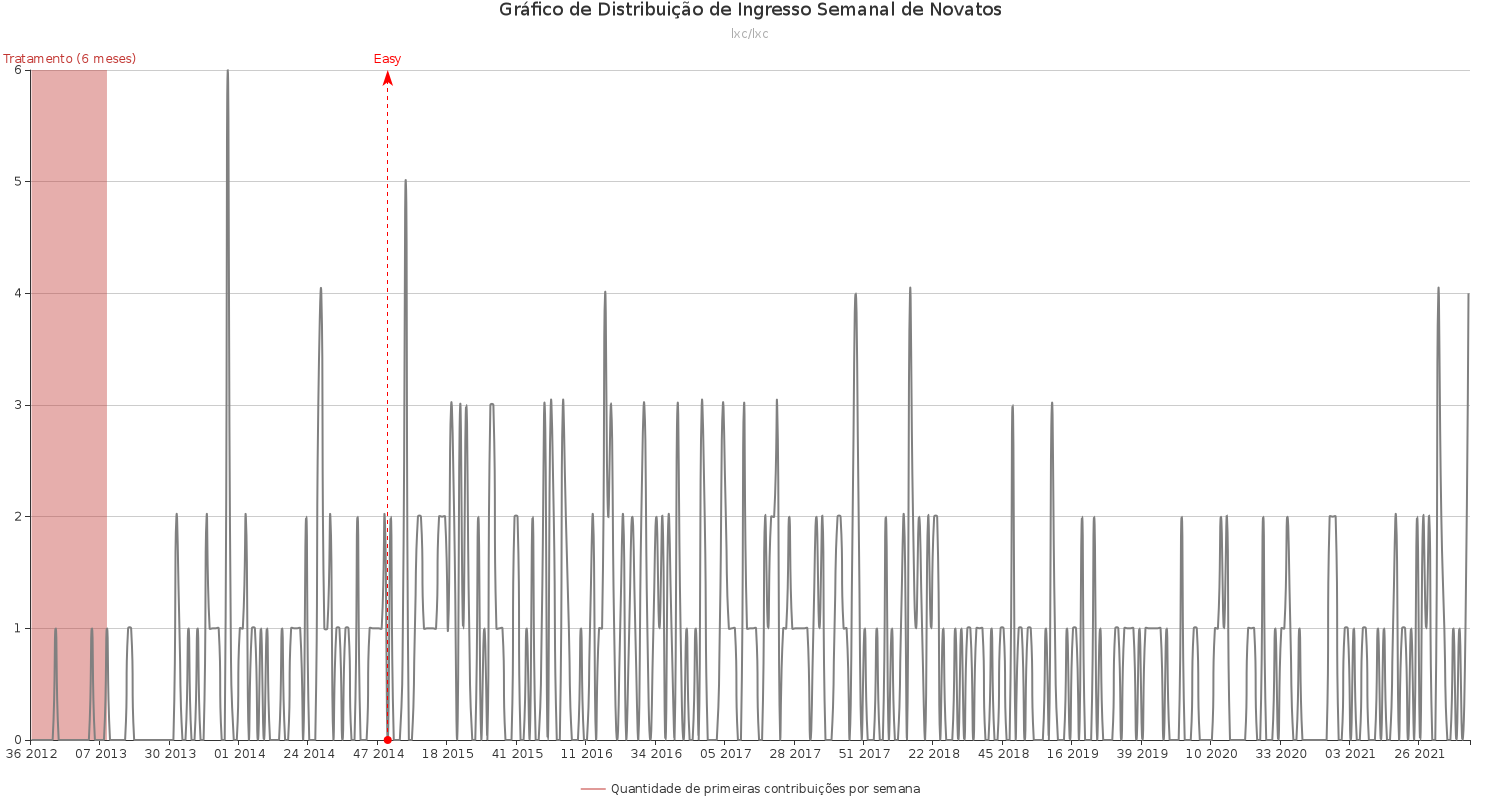 Gráfico de Distribuição de Ingresso Semanal de Novatos
lxc/lxc
Tratamento (6 meses)
Easy
6
5
4
3
2
1
0
36 2012 07 2013 30 2013 01 2014 24 2014 47 2014 18 2015 41 2015 11 2016 34 2016 05 2017 28 2017 51 2017 22 2018 45 2018 16 2019 39 2019 10 2020 33 2020 03 2021 26 2021
Quantidade de primeiras contribuições por semana